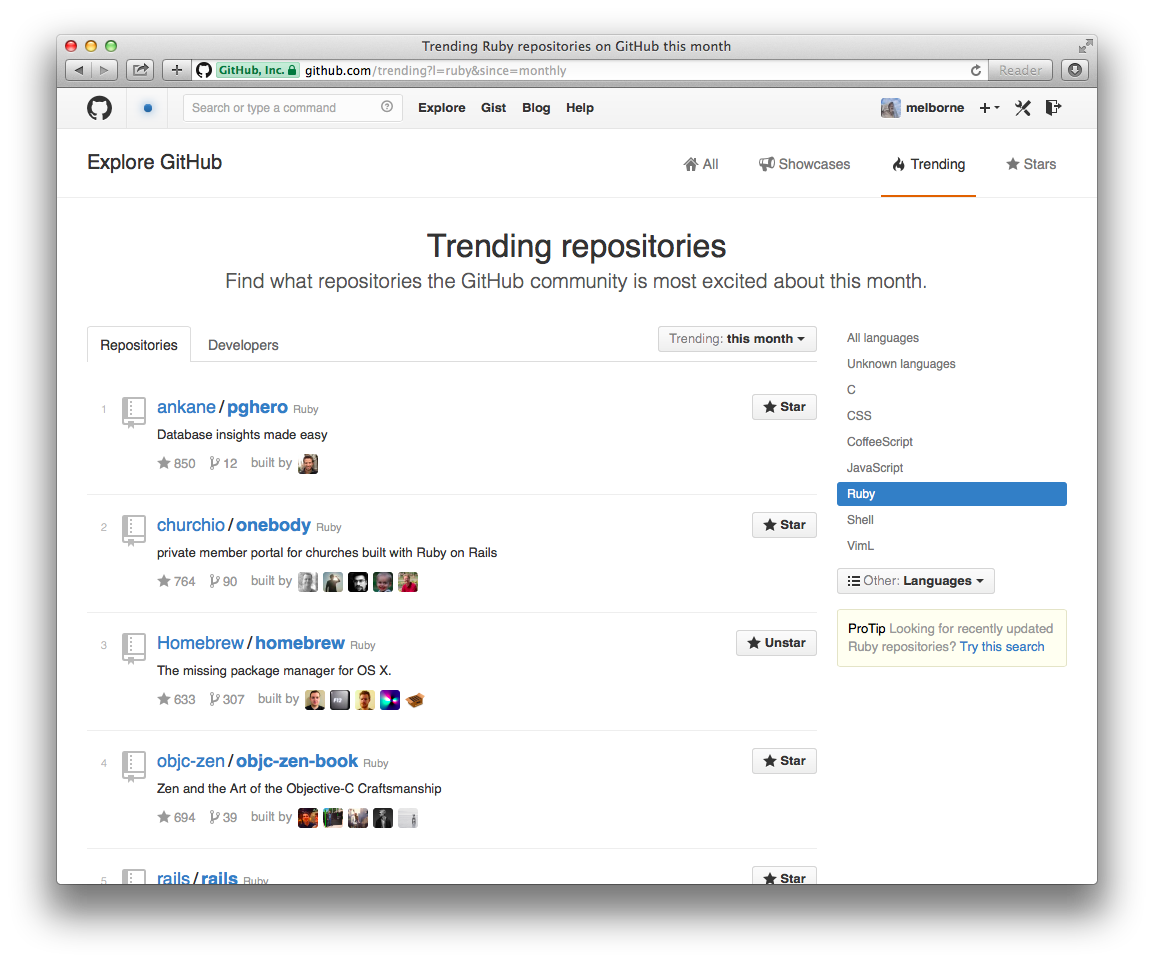 Trending Ruby repositories on GitHub this month
GitHub, Inc. github.com/trending?l=ruby&since=monthly Reader
Search or type a command Explore Gist Blog Help melborne
Explore GitHub All Showcases Trending Stars
Trending repositories
Find what repositories the GitHub community is most excited about this month.
Repositories Developers Trending: this month
1 ankane / pghero Ruby Star
Database insights made easy
850 12 built by
2 churchio / onebody Ruby Star
private member portal for churches built with Ruby on Rails
764 90 built by
3 Homebrew / homebrew Ruby Unstar
The missing package manager for OS X.
633 307 built by
4 objc-zen / objc-zen-book Ruby Star
Zen and the Art of the Objective-C Craftsmanship
694 39 built by
5 rails / rails Ruby Star
All languages
Unknown languages
C
CSS
CoffeeScript
JavaScript
Ruby
Shell
VimL
Other: Languages
ProTip Looking for recently updated
Ruby repositories? Try this search